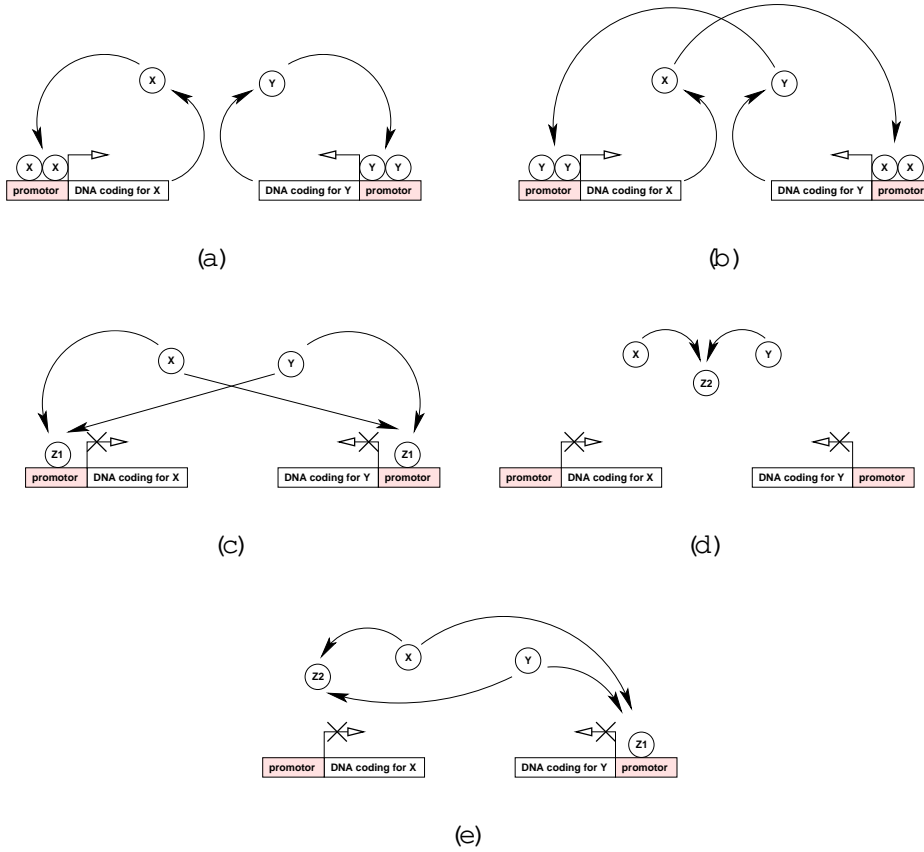 X
Y
X X
Y Y
promotor DNA coding for X
DNA coding for Y promotor
(a)
X
Y
Y Y
X X
promotor DNA coding for X
DNA coding for Y promotor
(b)
X
Y
Z1
Z1
promotor DNA coding for X
DNA coding for Y promotor
(c)
X
Y
Z2
promotor DNA coding for X
DNA coding for Y promotor
(d)
X
Y
Z2
Z1
promotor DNA coding for X
DNA coding for Y promotor
(e)